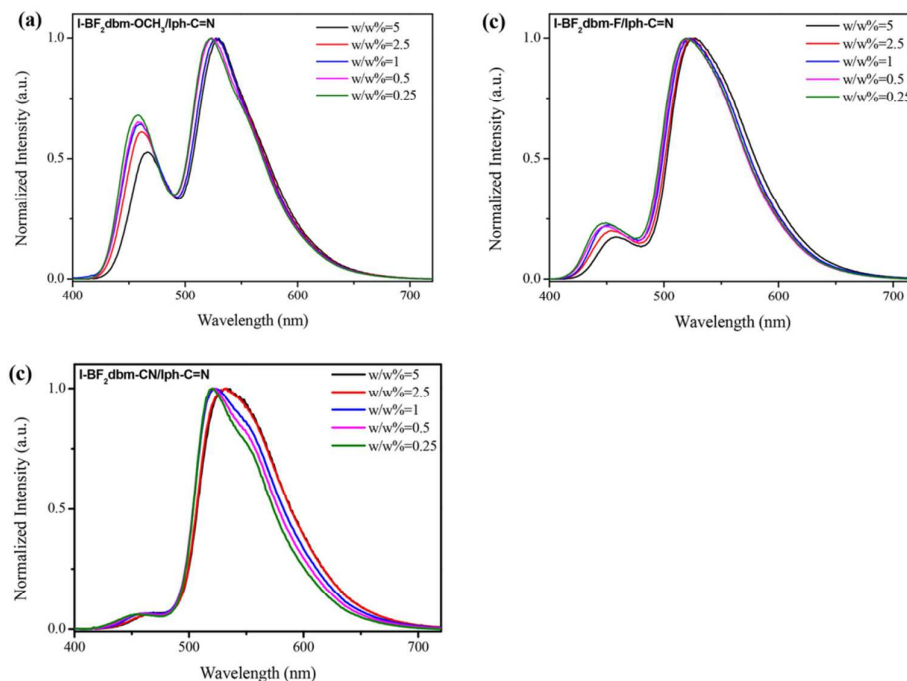 (a)
I-BF2dbm-OCH3/Iph-C=N
w/w%=5
w/w%=2.5
w/w%=1
w/w%=0.5
w/w%=0.25
1.0
0.5
0.0
Normalized Intensity (a.u.)
400 500 600 700
Wavelength (nm)
(c)
I-BF2dbm-F/Iph-C=N
w/w%=5
w/w%=2.5
w/w%=1
w/w%=0.5
w/w%=0.25
1.0
0.5
0.0
Normalized Intensity (a.u.)
400 500 600 700
Wavelength (nm)
(c)
I-BF2dbm-CN/Iph-C=N
w/w%=5
w/w%=2.5
w/w%=1
w/w%=0.5
w/w%=0.25
1.0
0.5
0.0
Normalized Intensity (a.u.)
400 500 600 700
Wavelength (nm)